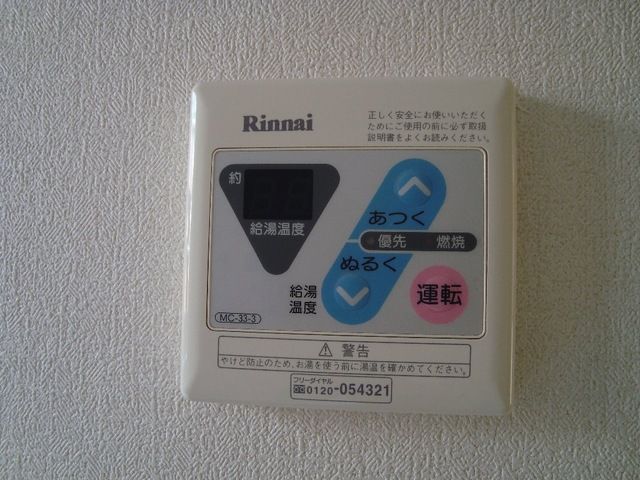 Rinnai
正しく安全にお使いいただく
ためにご使用の前に必ず取扱
説明書をよくお読みください。
約
給湯温度
あつく
優先 燃焼
ぬるく
給湯
温度
運転
MC-33-3
⚠ 警告
やけど防止のため、お湯を使う前に湯温を確かめてください。
フリーダイヤル
0120-054321